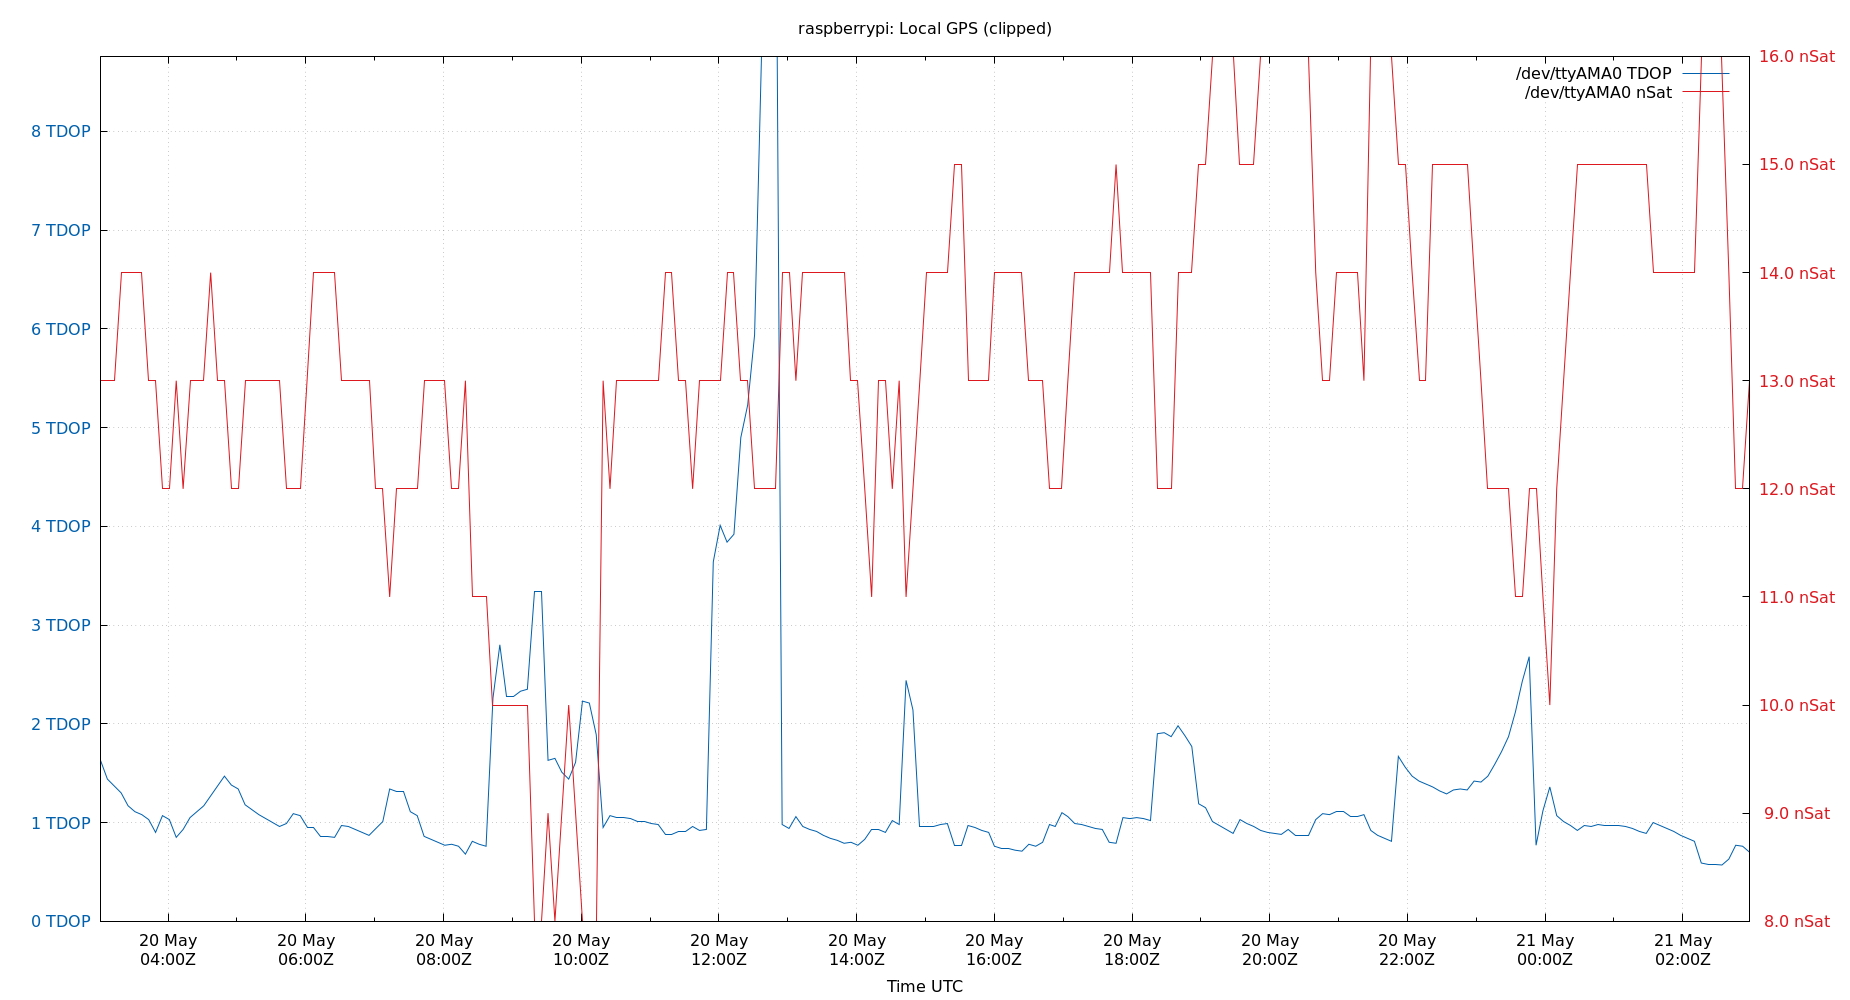 raspberrypi: Local GPS (clipped)
/dev/ttyAMA0 TDOP
/dev/ttyAMA0 nSat
8 TDOP
7 TDOP
6 TDOP
5 TDOP
4 TDOP
3 TDOP
2 TDOP
1 TDOP
0 TDOP
16.0 nSat
15.0 nSat
14.0 nSat
13.0 nSat
12.0 nSat
11.0 nSat
10.0 nSat
9.0 nSat
8.0 nSat
20 May
04:00Z
20 May
06:00Z
20 May
08:00Z
20 May
10:00Z
20 May
12:00Z
20 May
14:00Z
20 May
16:00Z
20 May
18:00Z
20 May
20:00Z
20 May
22:00Z
21 May
00:00Z
21 May
02:00Z
Time UTC